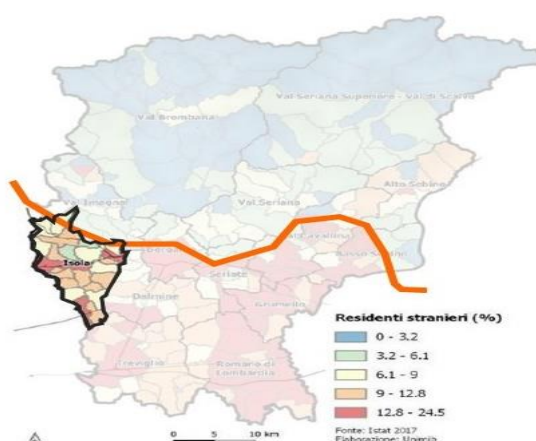 Val Seriana Superiore - Val di Scalve
Val Brembana
Alto Sebino
Val Imagna
Val Seriana
Val Cavallina
Basso Sebino
Isola
Seriate
Dalmine
Grumello
Treviglio
Romano di
Lombardia
Residenti stranieri (%)
0 - 3.2
3.2 - 6.1
6.1 - 9
9 - 12.8
12.8 - 24.5
0 5 10 km
Fonte: Istat 2017